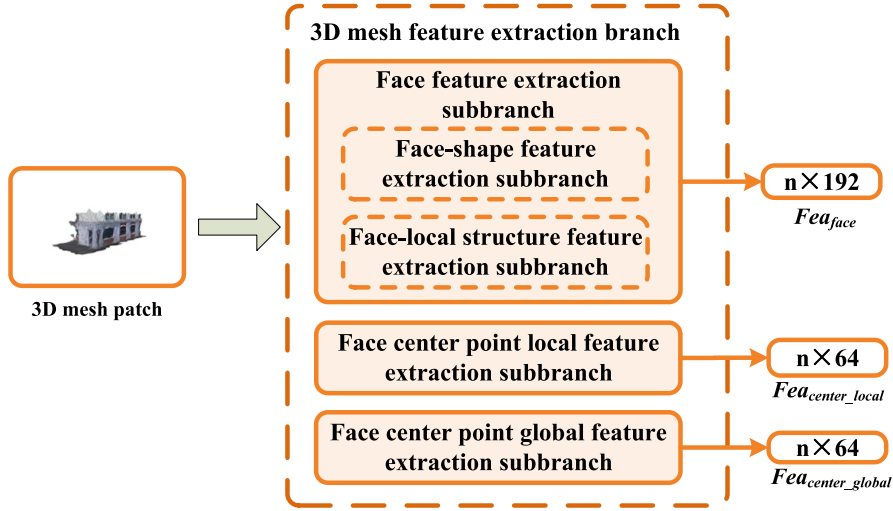 3D mesh feature extraction branch
Face feature extraction
subbranch
Face-shape feature
extraction subbranch
Face-local structure feature
extraction subbranch
n×192
Fea_face
3D mesh patch
Face center point local feature
extraction subbranch
n×64
Fea_center_local
Face center point global feature
extraction subbranch
n×64
Fea_center_global